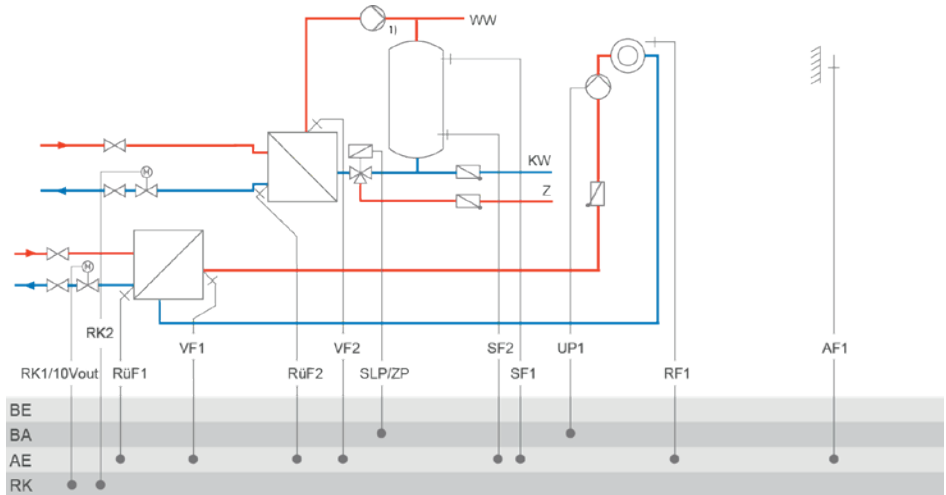 WW
1)
KW
Z
M
M
RK2
VF1
VF2
SF2
UP1
AF1
RK1/10Vout
RüF1
RüF2
SLP/ZP
SF1
RF1
BE
BA
AE
RK